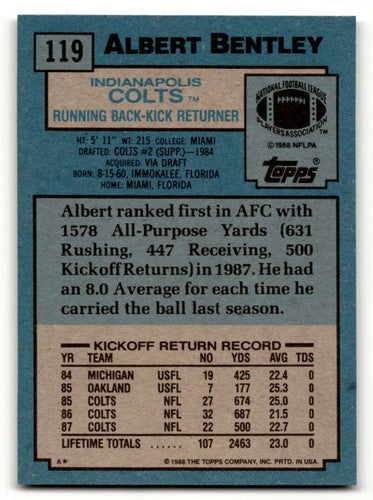 119 ALBERT BENTLEY
INDIANAPOLIS
COLTS TM
RUNNING BACK-KICK RETURNER
NATIONAL FOOTBALL LEAGUE
PLAYERS ASSOCIATION TM
© 1988 NFLPA
topps ®
HT: 5' 11" WT: 215 COLLEGE: MIAMI
DRAFTED: COLTS #2 (SUPP.)—1984
ACQUIRED: VIA DRAFT
BORN: 8-15-60, IMMOKALEE, FLORIDA
HOME: MIAMI, FLORIDA
Albert ranked first in AFC with
1578 All-Purpose Yards (631
Rushing, 447 Receiving, 500
Kickoff Returns) in 1987. He had
an 8.0 Average for each time he
carried the ball last season.
KICKOFF RETURN RECORD
YR TEAM NO YDS AVG TDS
84 MICHIGAN USFL 19 425 22.4 0
85 OAKLAND USFL 7 177 25.3 0
85 COLTS NFL 27 674 25.0 0
86 COLTS NFL 32 687 21.5 0
87 COLTS NFL 22 500 22.7 0
LIFETIME TOTALS ...... 107 2463 23.0 0
A* © 1988 THE TOPPS COMPANY, INC. PRTD. IN USA.